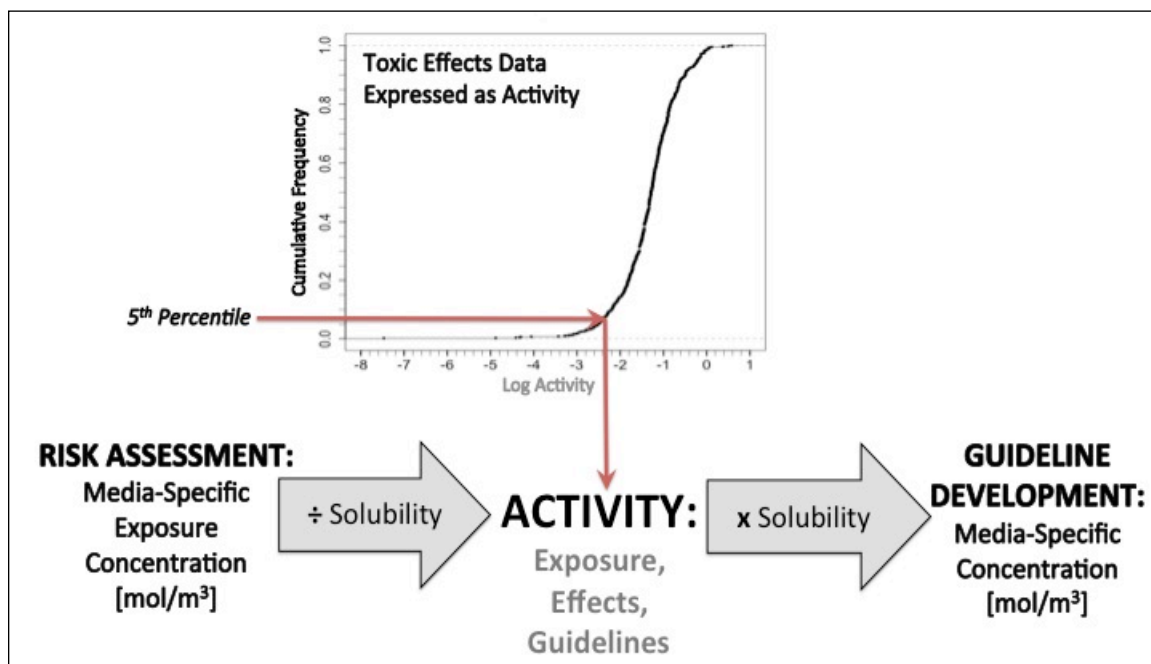 Toxic Effects Data
Expressed as Activity
Cumulative Frequency
1.0
0.8
0.6
0.4
0.2
0.0
5th Percentile
-8 -7 -6 -5 -4 -3 -2 -1 0 1
Log Activity
RISK ASSESSMENT:
Media-Specific
Exposure
Concentration
[mol/m³]
÷ Solubility
ACTIVITY:
Exposure,
Effects,
Guidelines
x Solubility
GUIDELINE
DEVELOPMENT:
Media-Specific
Concentration
[mol/m³]